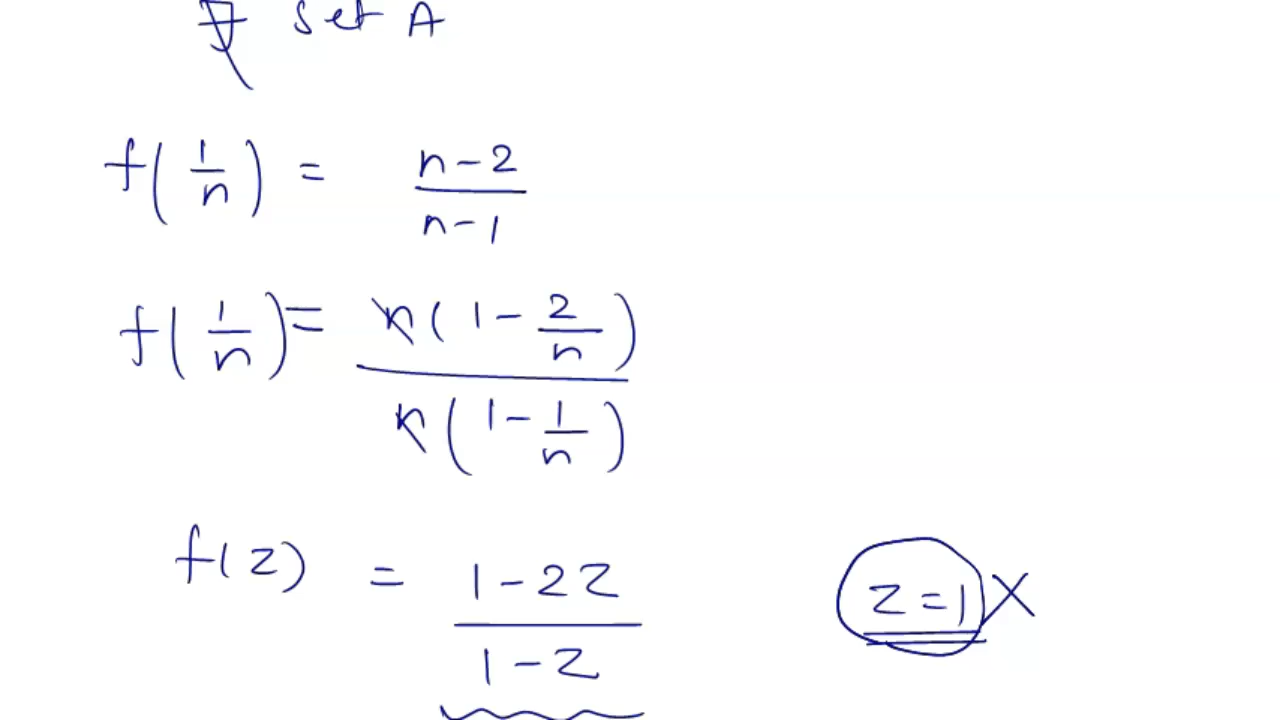 ∃ set A
f(1/n) = n-2/n-1
f(1/n) = n(1-2/n)/n(1-1/n)
f(z) = 1-2z/1-z z=1 X